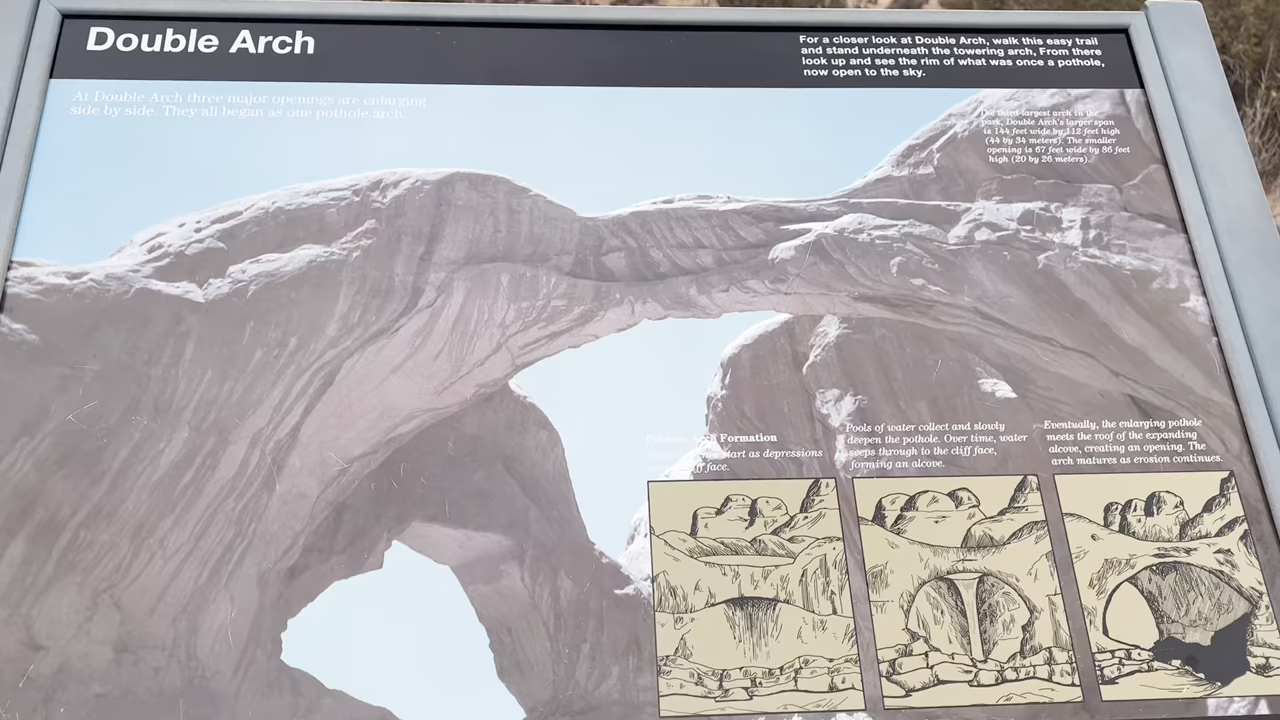 Double Arch
For a closer look at Double Arch, walk this easy trail
and stand underneath the towering arch, From there
look up and see the rim of what was once a pothole,
now open to the sky.
At Double Arch three major openings are enlarging
side by side. They all began as one pothole arch.
The third-largest arch in the
park, Double Arch's larger span
is 144 feet wide by 112 feet high
(44 by 34 meters). The smaller
opening is 67 feet wide by 86 feet
high (20 by 26 meters).
Formation
start as depressions
face.
Pools of water collect and slowly
deepen the pothole. Over time, water
seeps through to the cliff face,
forming an alcove.
Eventually, the enlarging pothole
meets the roof of the expanding
alcove, creating an opening. The
arch matures as erosion continues.